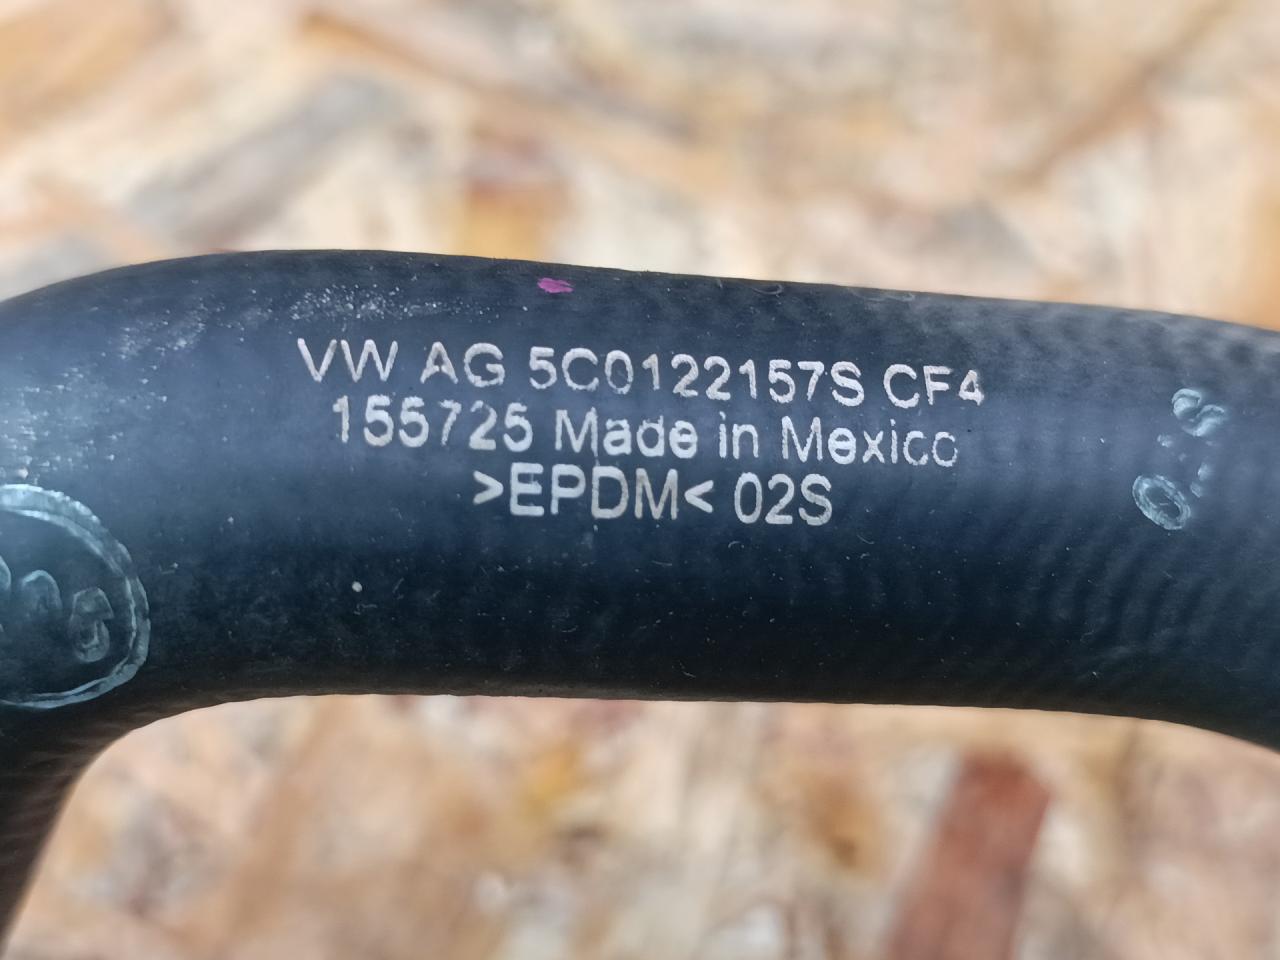 VW AG 5C0122157S CF4
155725 Made in Mexico
>EPDM< 02S